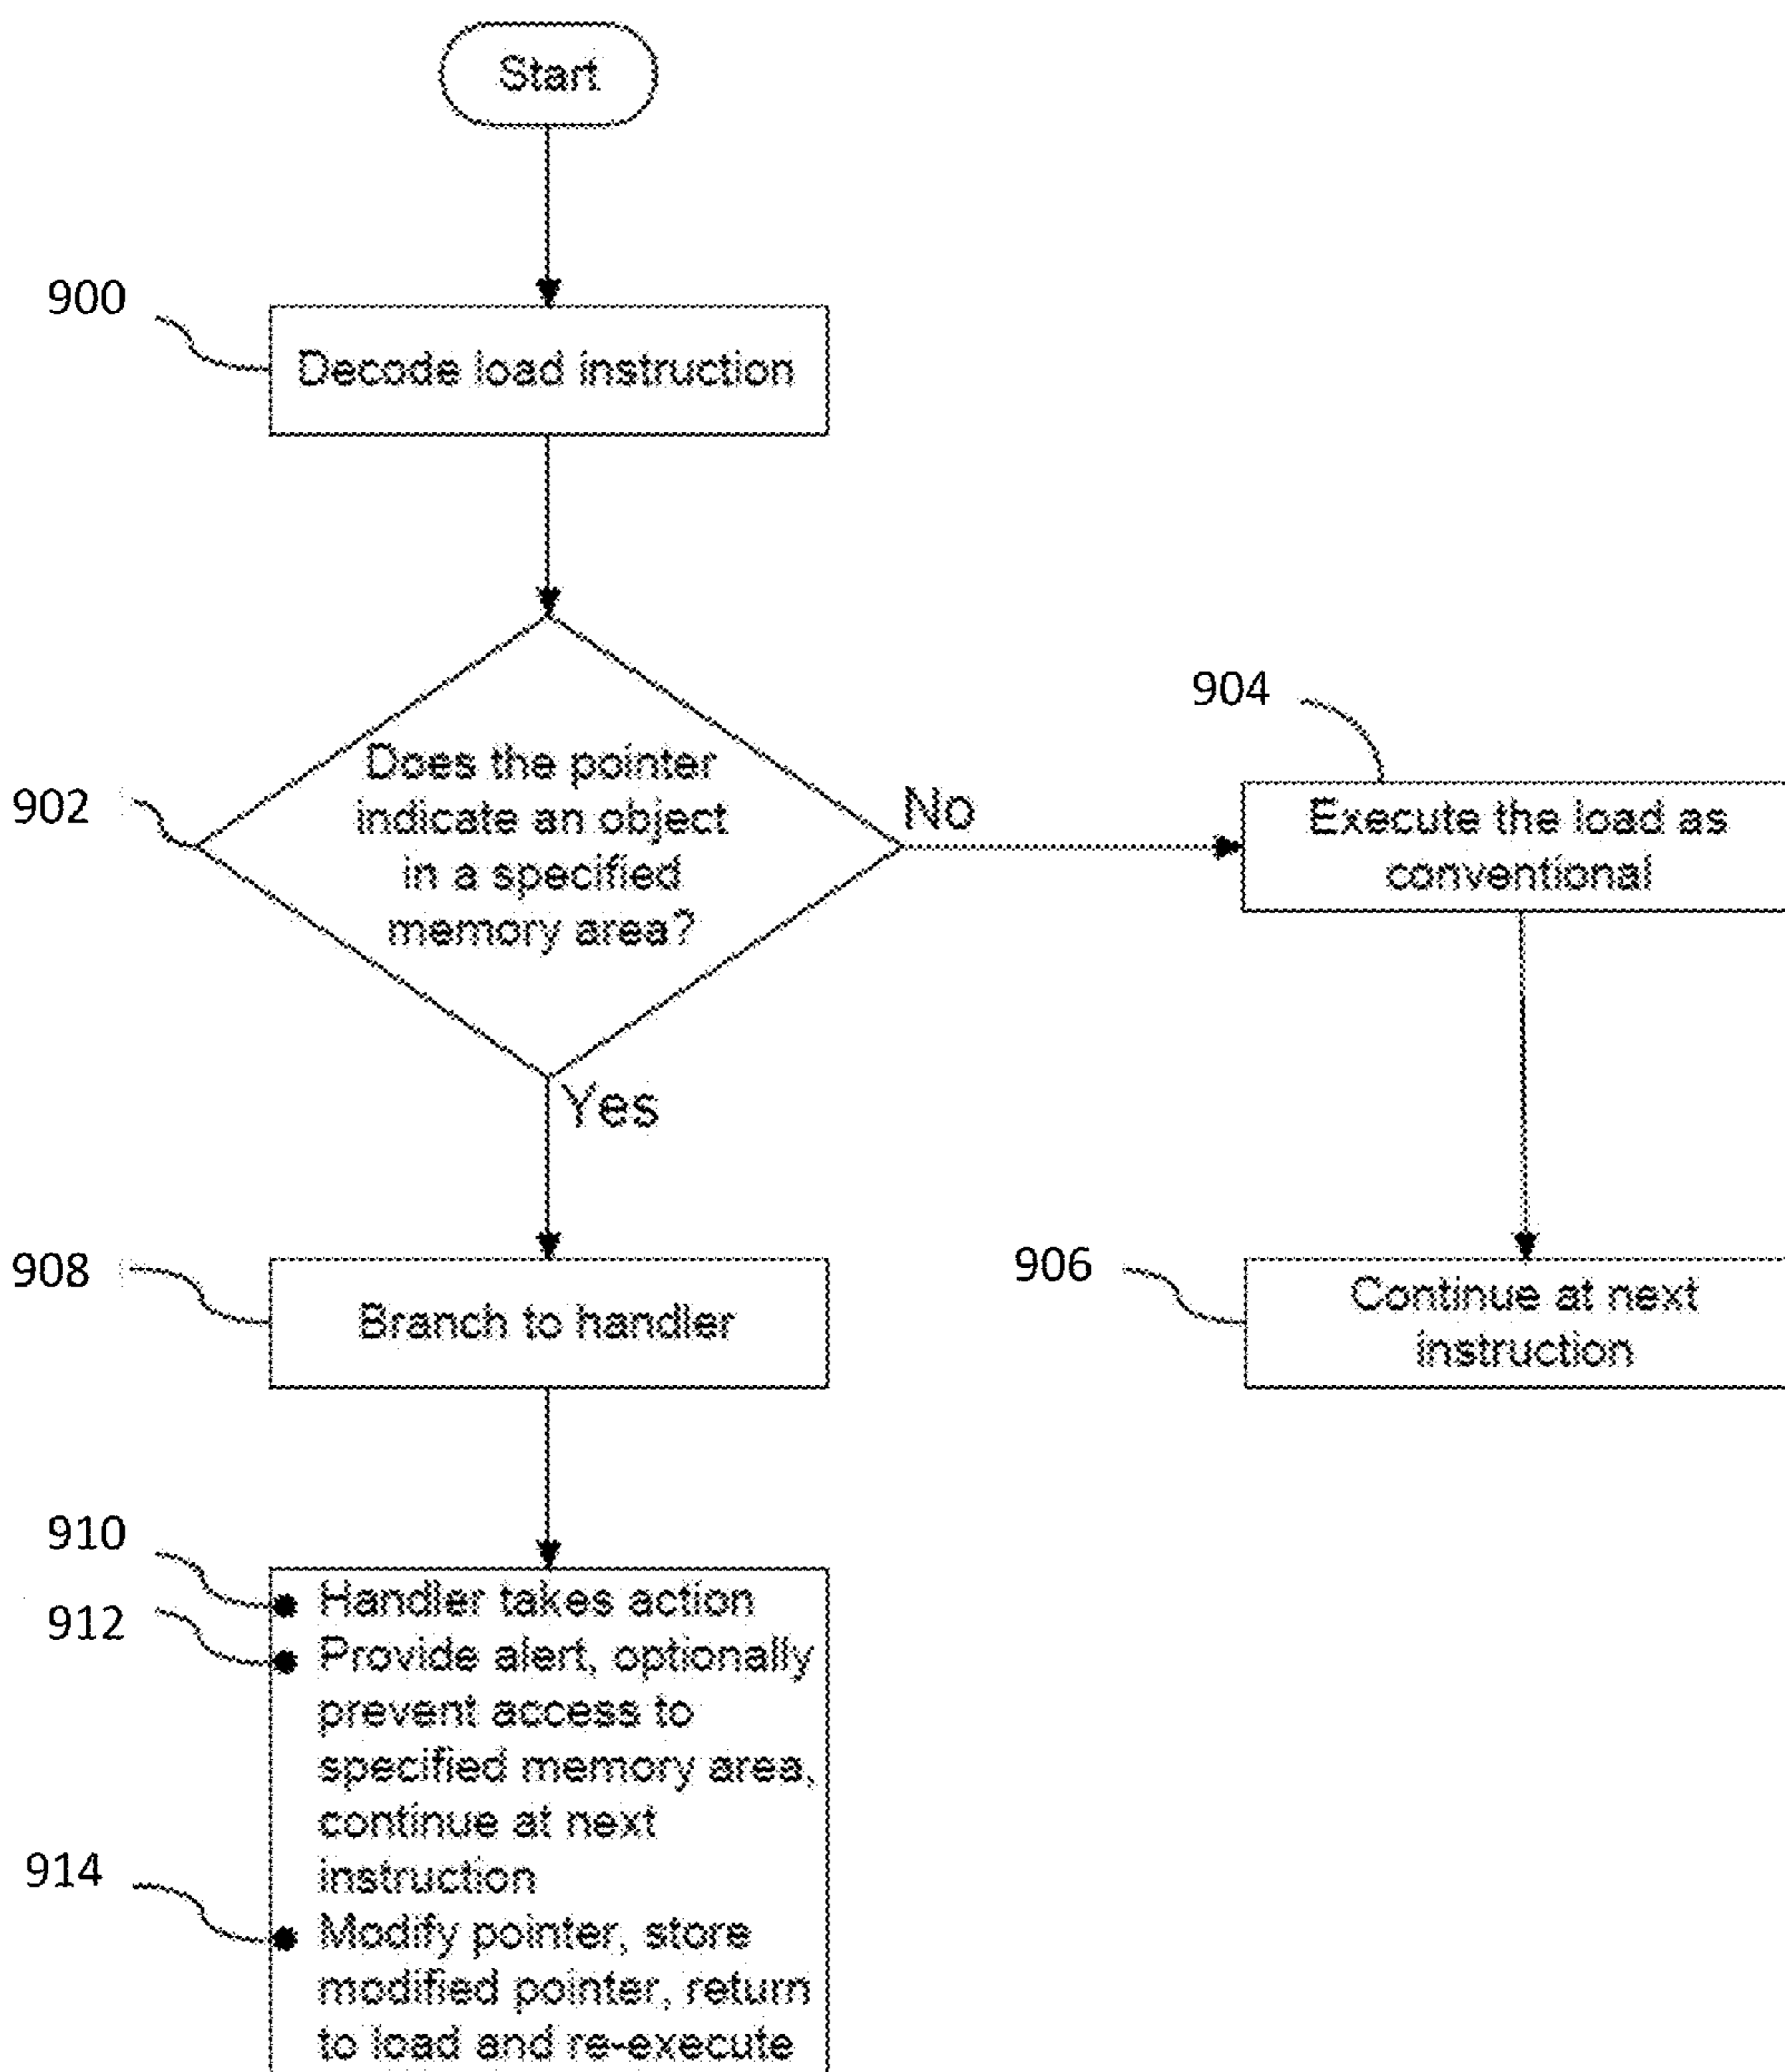 Start
900
Decode load instruction
902
Does the pointer
indicate an object
in a specified
memory area?
No
Yes
904
Execute the load as
conventional
906
Continue at next
instruction
908
Branch to handler
910
Handler takes action
912
Provide alert, optionally
prevent access to
specified memory area,
continue at next
instruction
914
Modify pointer, store
modified pointer, return
to load and re-execute